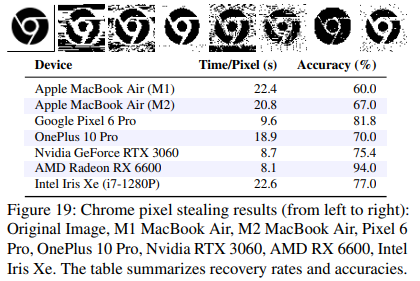 Device Time/Pixel (s) Accuracy (%)
Apple MacBook Air (M1) 22.4 60.0
Apple MacBook Air (M2) 20.8 67.0
Google Pixel 6 Pro 9.6 81.8
OnePlus 10 Pro 18.9 70.0
Nvidia GeForce RTX 3060 8.7 75.4
AMD Radeon RX 6600 8.1 94.0
Intel Iris Xe (i7-1280P) 22.6 77.0
Figure 19: Chrome pixel stealing results (from left to right):
Original Image, M1 MacBook Air, M2 MacBook Air, Pixel 6
Pro, OnePlus 10 Pro, Nvidia RTX 3060, AMD RX 6600, Intel
Iris Xe. The table summarizes recovery rates and accuracies.